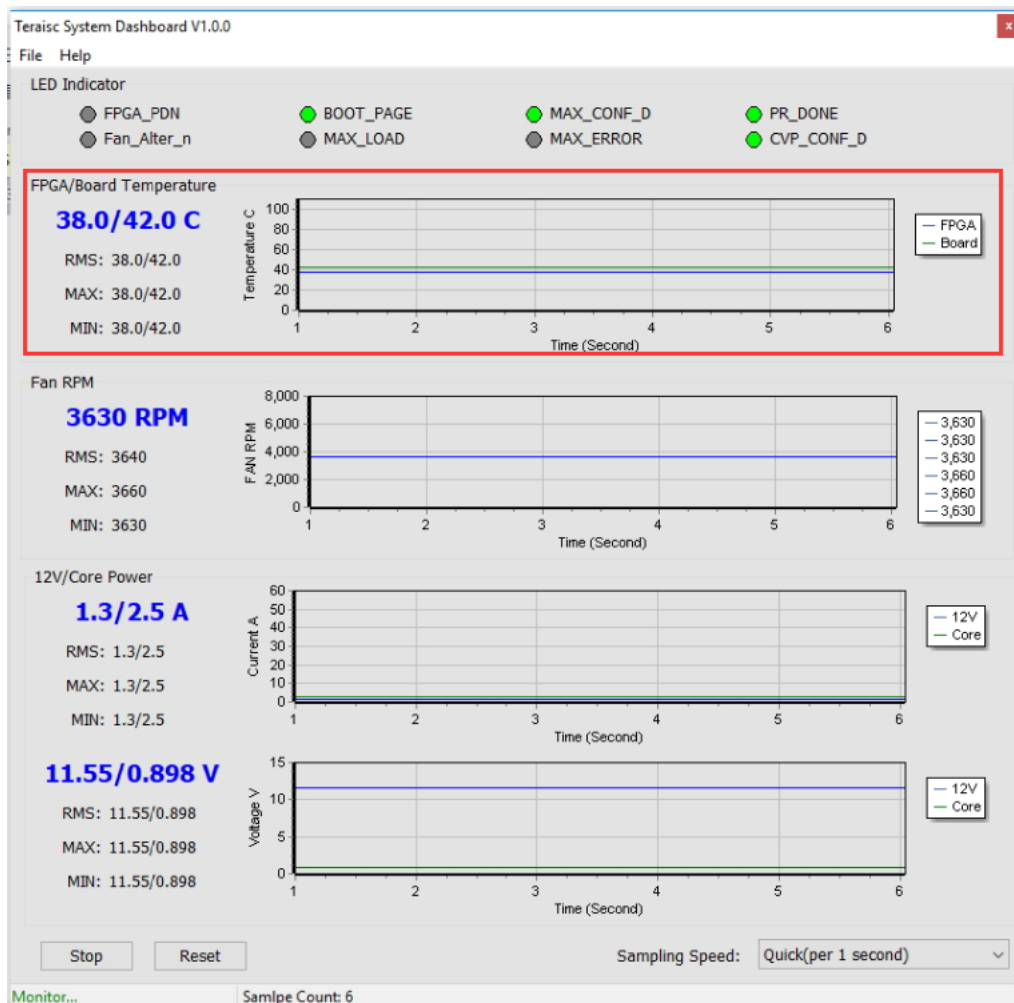 Teraisc System Dashboard V1.0.0
x
File Help
LED Indicator
FPGA_PDN BOOT_PAGE MAX_CONF_D PR_DONE
Fan_Alter_n MAX_LOAD MAX_ERROR CVP_CONF_D
FPGA/Board Temperature
38.0/42.0 C
RMS: 38.0/42.0
MAX: 38.0/42.0
MIN: 38.0/42.0
Temperature C
100
80
60
40
20
0
1 2 3 4 5 6
Time (Second)
FPGA
Board
Fan RPM
3630 RPM
RMS: 3640
MAX: 3660
MIN: 3630
FAN RPM
8,000
6,000
4,000
2,000
0
1 2 3 4 5 6
Time (Second)
3,630
3,630
3,630
3,660
3,660
3,630
12V/Core Power
1.3/2.5 A
RMS: 1.3/2.5
MAX: 1.3/2.5
MIN: 1.3/2.5
Current A
60
50
40
30
20
10
0
1 2 3 4 5 6
Time (Second)
12V
Core
11.55/0.898 V
RMS: 11.55/0.898
MAX: 11.55/0.898
MIN: 11.55/0.898
Voltage V
15
10
5
0
1 2 3 4 5 6
Time (Second)
12V
Core
Stop Reset Sampling Speed: Quick(per 1 second)
Monitor... Samlpe Count: 6